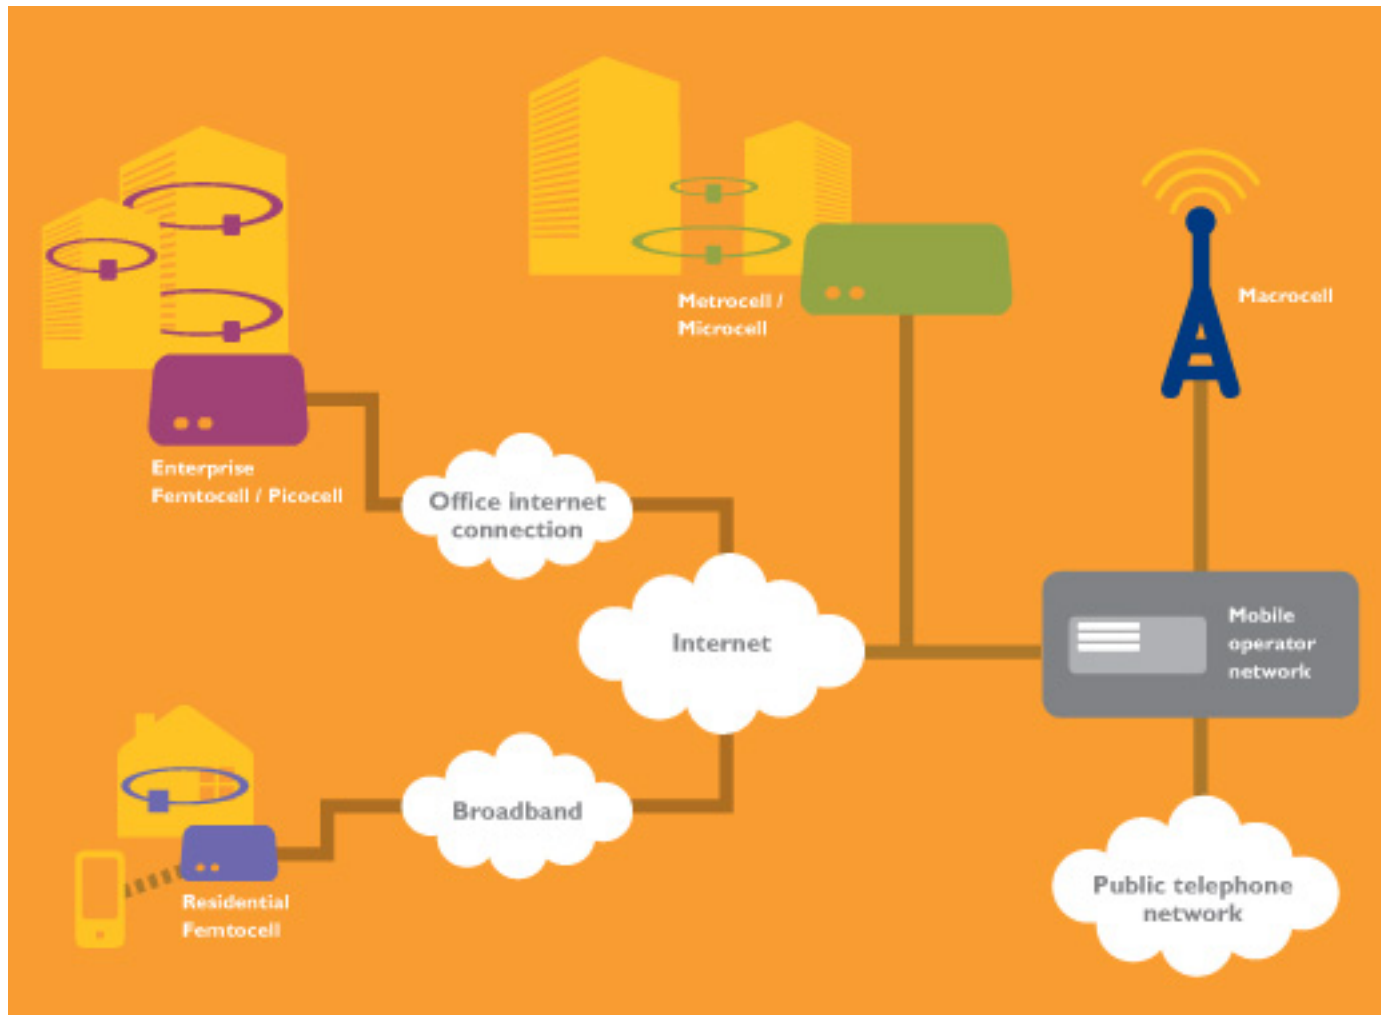 Metrocell /
Microcell
Macrocell
Enterprise
Femtocell / Picocell
Office internet
connection
Internet
Mobile
operator
network
Broadband
Residential
Femtocell
Public telephone
network